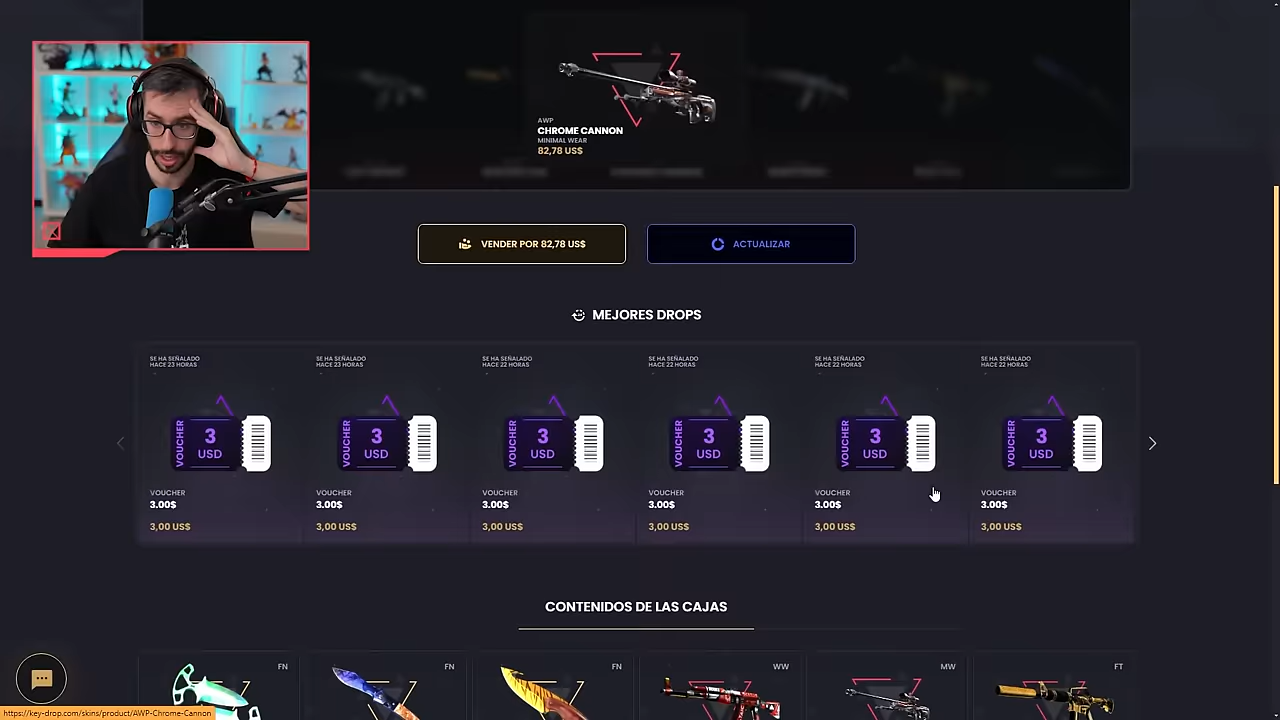 AWP
CHROME CANNON
MINIMAL WEAR
82,78 US$
VENDER POR 82,78 US$
ACTUALIZAR
MEJORES DROPS
SE HA SEÑALADO
HACE 23 HORAS
VOUCHER
3
USD
VOUCHER
3.00$
3,00 US$
SE HA SEÑALADO
HACE 23 HORAS
VOUCHER
3
USD
VOUCHER
3.00$
3,00 US$
SE HA SEÑALADO
HACE 22 HORAS
VOUCHER
3
USD
VOUCHER
3.00$
3,00 US$
SE HA SEÑALADO
HACE 22 HORAS
VOUCHER
3
USD
VOUCHER
3.00$
3,00 US$
SE HA SEÑALADO
HACE 22 HORAS
VOUCHER
3
USD
VOUCHER
3.00$
3,00 US$
SE HA SEÑALADO
HACE 22 HORAS
VOUCHER
3
USD
VOUCHER
3.00$
3,00 US$
CONTENIDOS DE LAS CAJAS
FN
FN
FN
WW
MW
FT
https://key-drop.com/skins/product/AWP-Chrome-Cannon